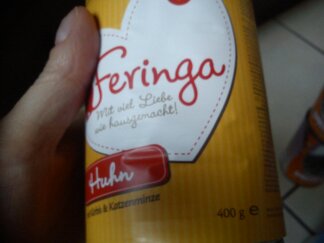 Feringa
Mit viel Liebe
wie hausgemacht!
Huhn
& Katzenminze
400 g e